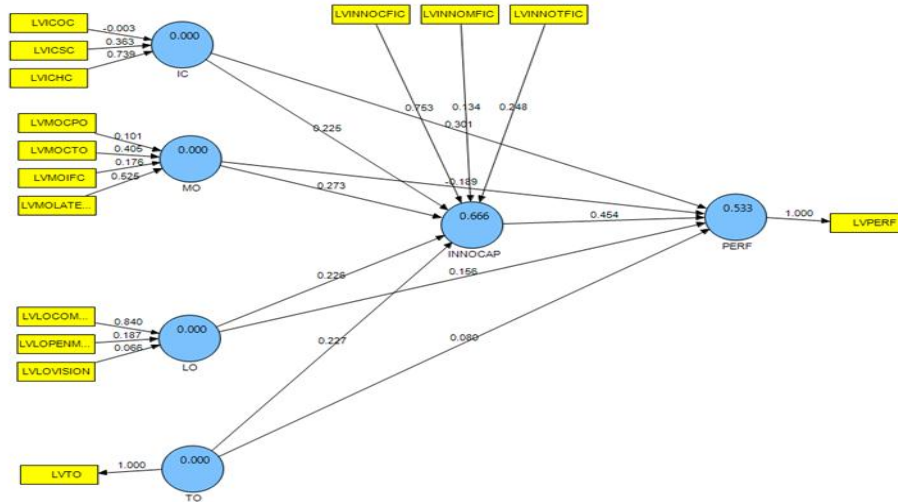 LVICOC
-0.003
0.000
LVICSC
0.363
LVICHC
0.739
IC
LVINNOCFIC
LVINNOMFIC
LVINNOTFIC
0.753
0.134
0.248
0.301
0.225
LVMOCPO
0.101
LVMOCTO
0.405
0.000
LVMOIFC
0.176
LVMOLATE...
0.525
MO
-0.189
0.273
0.666
INNOCAP
0.454
0.533
PERF
1.000
LVPERF
0.226
0.156
LVLOCOM...
0.840
LVLOPENM...
0.187
0.000
LVLOVISION
0.066
LO
0.227
0.080
LVTO
1.000
0.000
TO